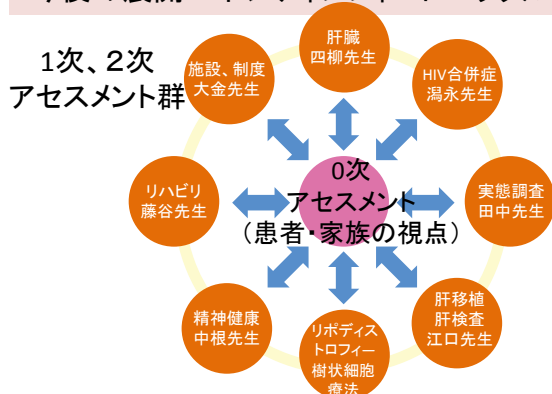 1次、2次
アセスメント群
肝臓
四柳先生
施設、制度
大金先生
HIV合併症
潟永先生
0次
アセスメント
（患者・家族の視点）
リハビリ
藤谷先生
実態調査
田中先生
精神健康
中根先生
リポディス
トロフィー
樹状細胞
療法
肝移植
肝検査
江口先生